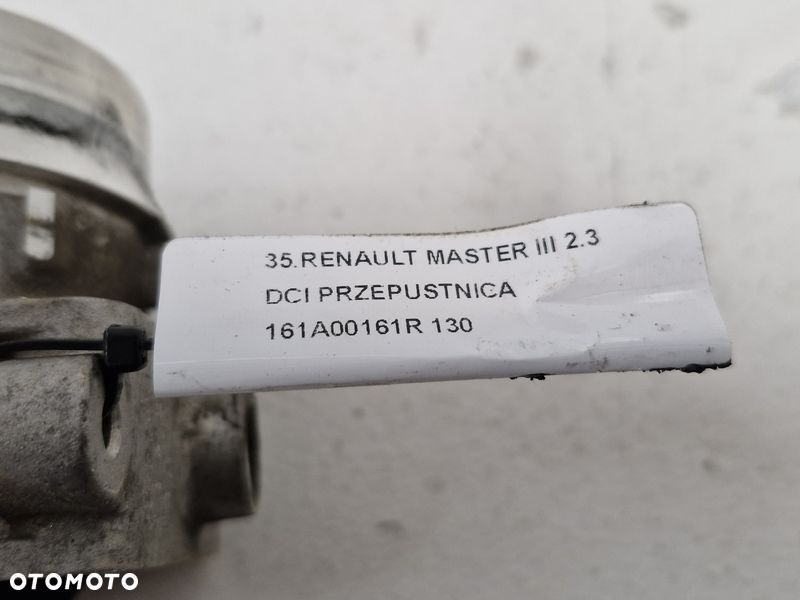 35.RENAULT MASTER III 2.3
DCI PRZEPUSTNICA
161A00161R 130
OTOMOTO